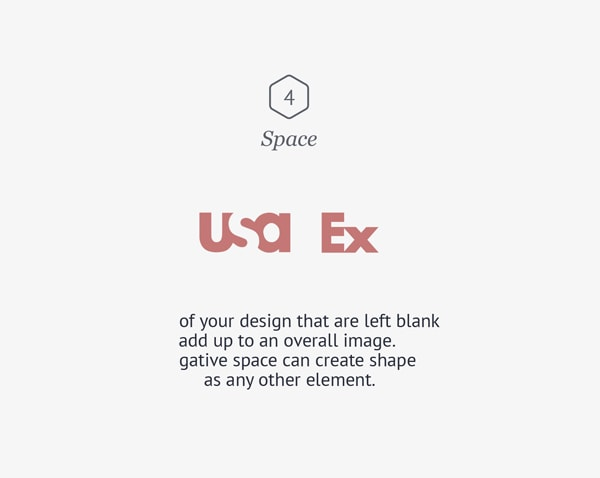 4
Space
usa Ex
of your design that are left blank
add up to an overall image.
gative space can create shape
as any other element.